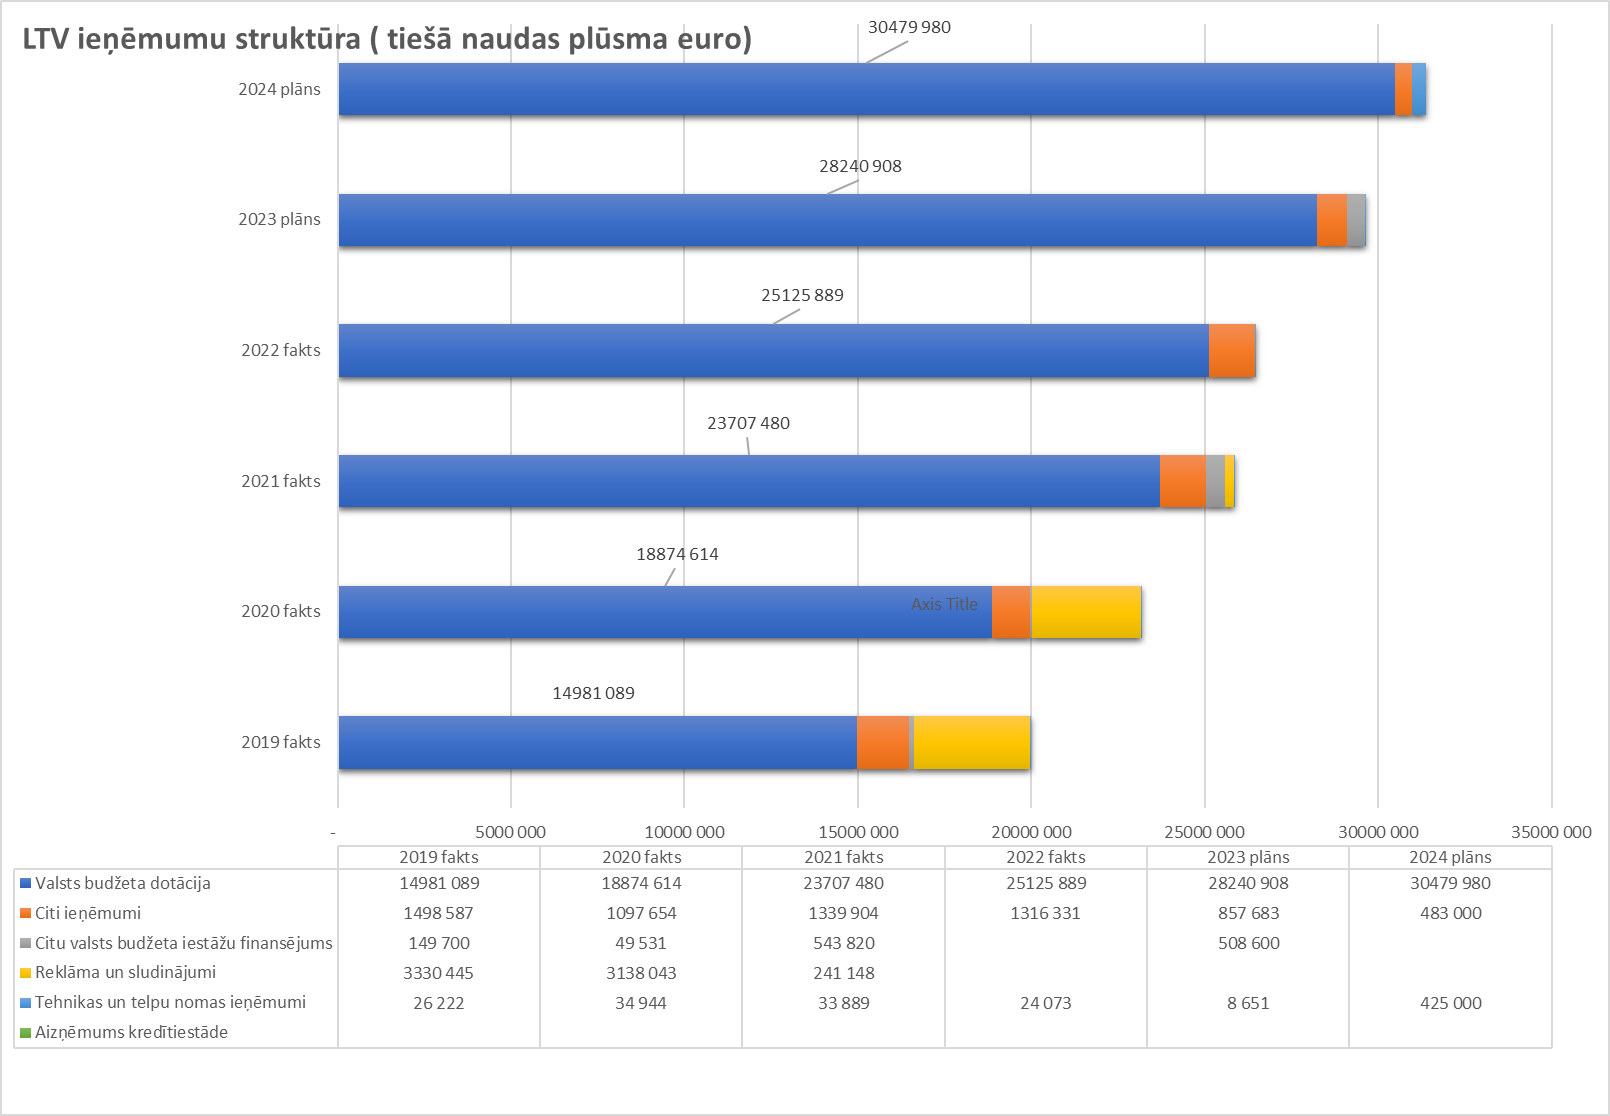 LTV ieņēmumu struktūra ( tiešā naudas plūsma euro)
30479 980
2024 plāns
28240 908
2023 plāns
25125 889
2022 fakts
23707 480
2021 fakts
18874 614
2020 fakts
Axis Title
14981 089
2019 fakts
- 5000 000 10000 000 15000 000 20000 000 25000 000 30000 000 35000 000
2019 fakts 2020 fakts 2021 fakts 2022 fakts 2023 plāns 2024 plāns
Valsts budžeta dotācija 14981 089 18874 614 23707 480 25125 889 28240 908 30479 980
Citi ieņēmumi 1498 587 1097 654 1339 904 1316 331 857 683 483 000
Citu valsts budžeta iestāžu finansējums 149 700 49 531 543 820 508 600
Reklāma un sludinājumi 3330 445 3138 043 241 148
Tehnikas un telpu nomas ieņēmumi 26 222 34 944 33 889 24 073 8 651 425 000
Aizņēmums kredītiestāde